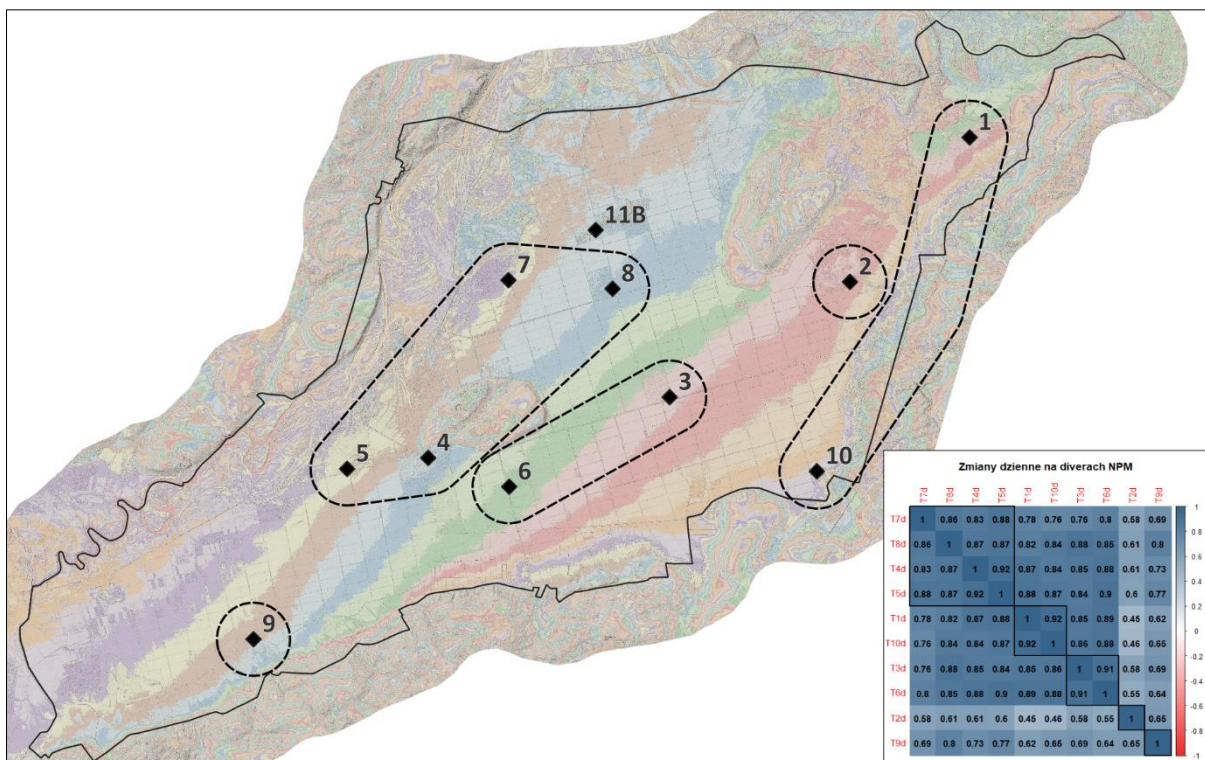 1
11B
7
8
2
3
5
4
6
10
9
Zmiany dzienne na diverach NPM
T7d T8d T4d T5d T1d T10d T3d T6d T2d T9d
T7d 1 0.86 0.83 0.88 0.78 0.76 0.76 0.8 0.58 0.69
T8d 0.86 1 0.87 0.87 0.82 0.84 0.88 0.85 0.61 0.8
T4d 0.83 0.87 1 0.92 0.87 0.84 0.85 0.88 0.61 0.73
T5d 0.88 0.87 0.92 1 0.88 0.87 0.84 0.9 0.6 0.77
T1d 0.78 0.82 0.87 0.88 1 0.92 0.85 0.89 0.45 0.62
T10d 0.76 0.84 0.84 0.87 0.92 1 0.86 0.88 0.46 0.65
T3d 0.76 0.88 0.85 0.84 0.85 0.86 1 0.91 0.58 0.69
T6d 0.8 0.85 0.88 0.9 0.89 0.88 0.91 1 0.55 0.64
T2d 0.58 0.61 0.61 0.6 0.45 0.46 0.58 0.55 1 0.65
T9d 0.69 0.8 0.73 0.77 0.62 0.65 0.69 0.64 0.65 1
1
0.8
0.6
0.4
0.2
0
-0.2
-0.4
-0.6
-0.8
-1